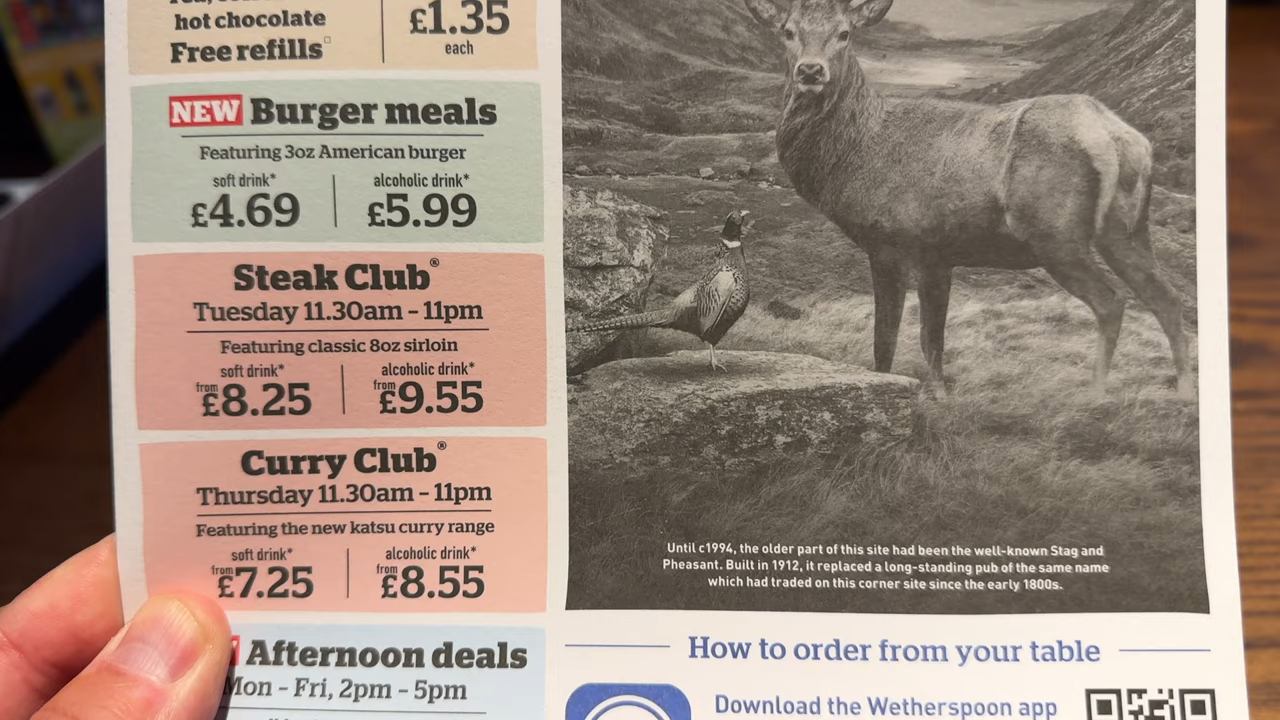 hot chocolate
Free refills
£1.35
each
NEW Burger meals
Featuring 3oz American burger
soft drink*
£4.69
alcoholic drink*
£5.99
Steak Club®
Tuesday 11.30am – 11pm
Featuring classic 8oz sirloin
soft drink*
from £8.25
alcoholic drink*
from £9.55
Curry Club®
Thursday 11.30am – 11pm
Featuring the new katsu curry range
soft drink*
from £7.25
alcoholic drink*
from £8.55
Afternoon deals
Mon – Fri, 2pm – 5pm
Until c1994, the older part of this site had been the well-known Stag and
Pheasant. Built in 1912, it replaced a long-standing pub of the same name
which had traded on this corner site since the early 1800s.
How to order from your table
Download the Wetherspoon app